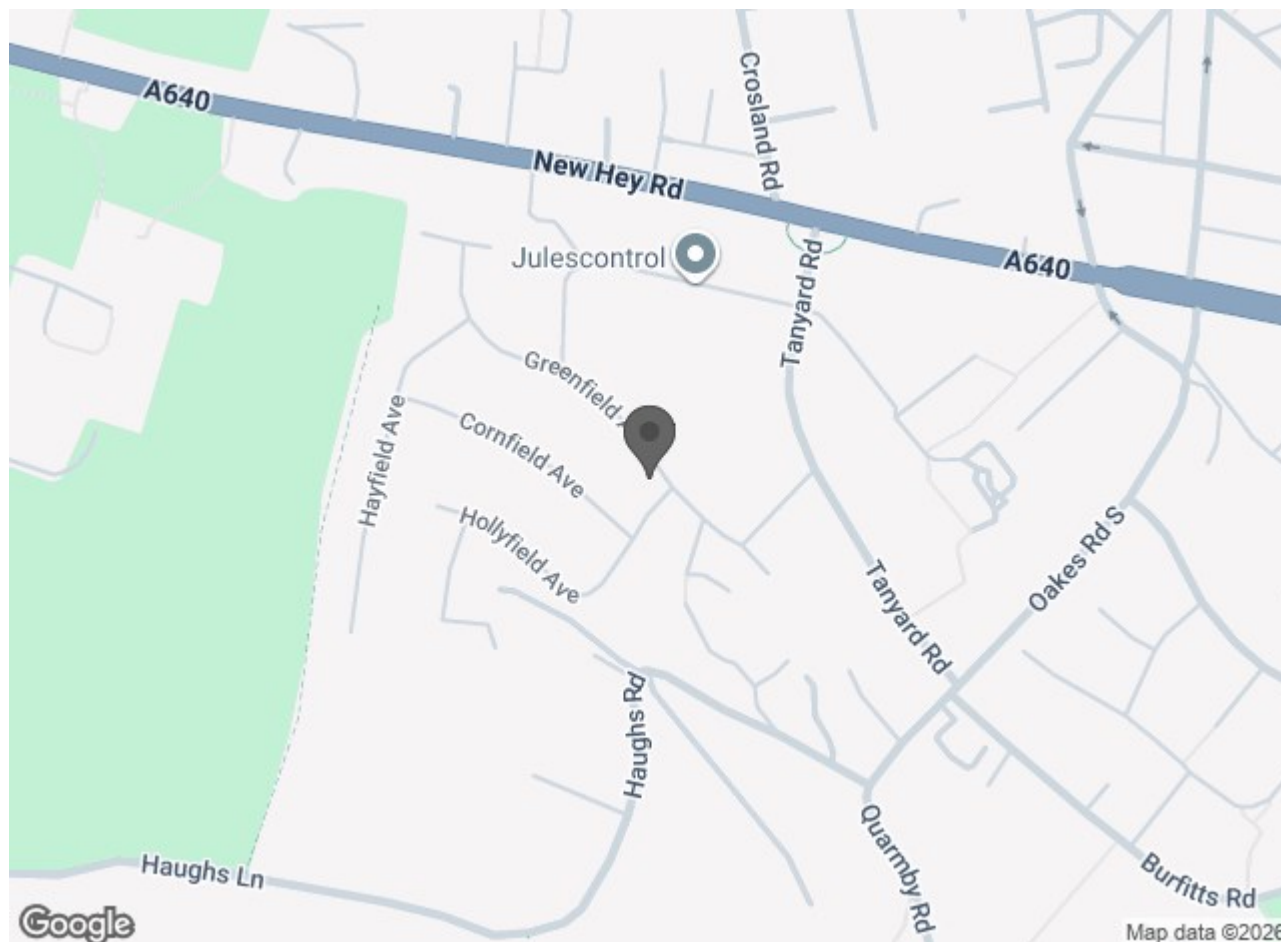 A640
Crosland Rd
New Hey Rd
Julescontrol
Tanyard Rd
A640
Greenfield
Cornfield Ave
Hayfield Ave
Hollyfield Ave
Oakes Rd S
Tanyard Rd
Haughs Rd
Haughs Ln
Quarmby Rd
Burfitts Rd
Google
Map data ©2026